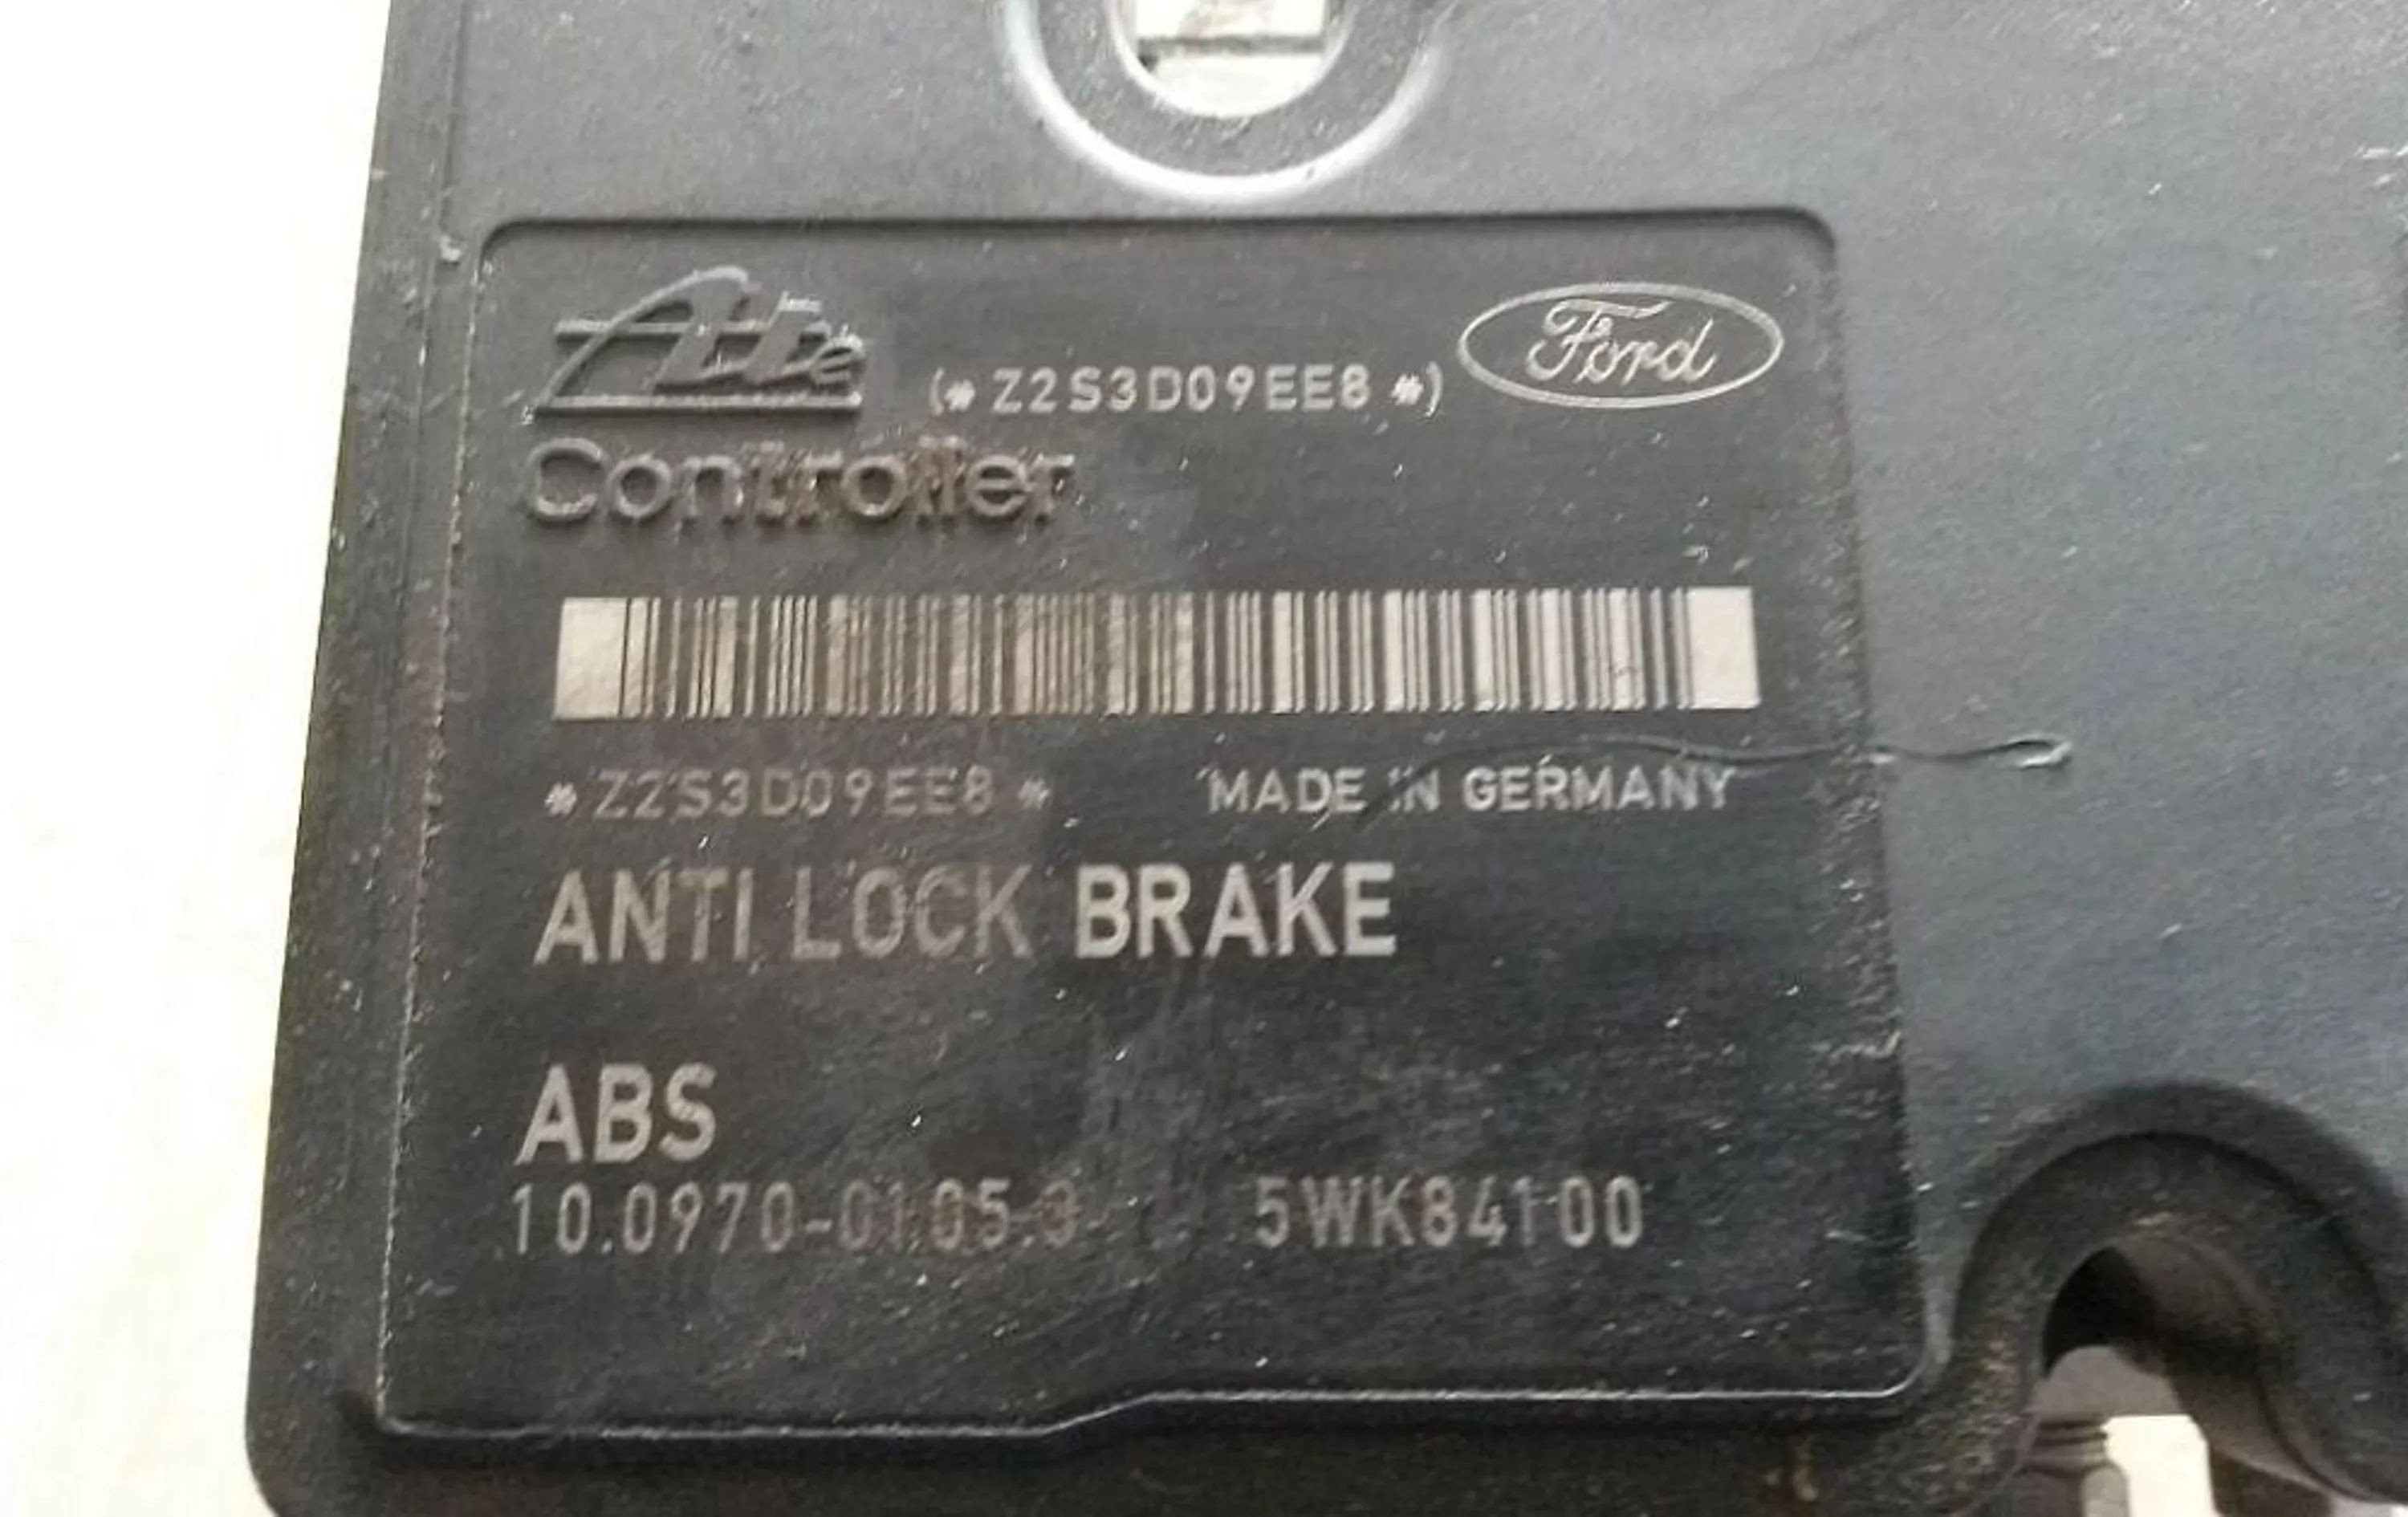 Ate (*Z2S3D09EE8*) Ford
Controller
*Z2S3D09EE8* MADE IN GERMANY
ANTI LOCK BRAKE
ABS
10.0970-0105.3 5WK84100